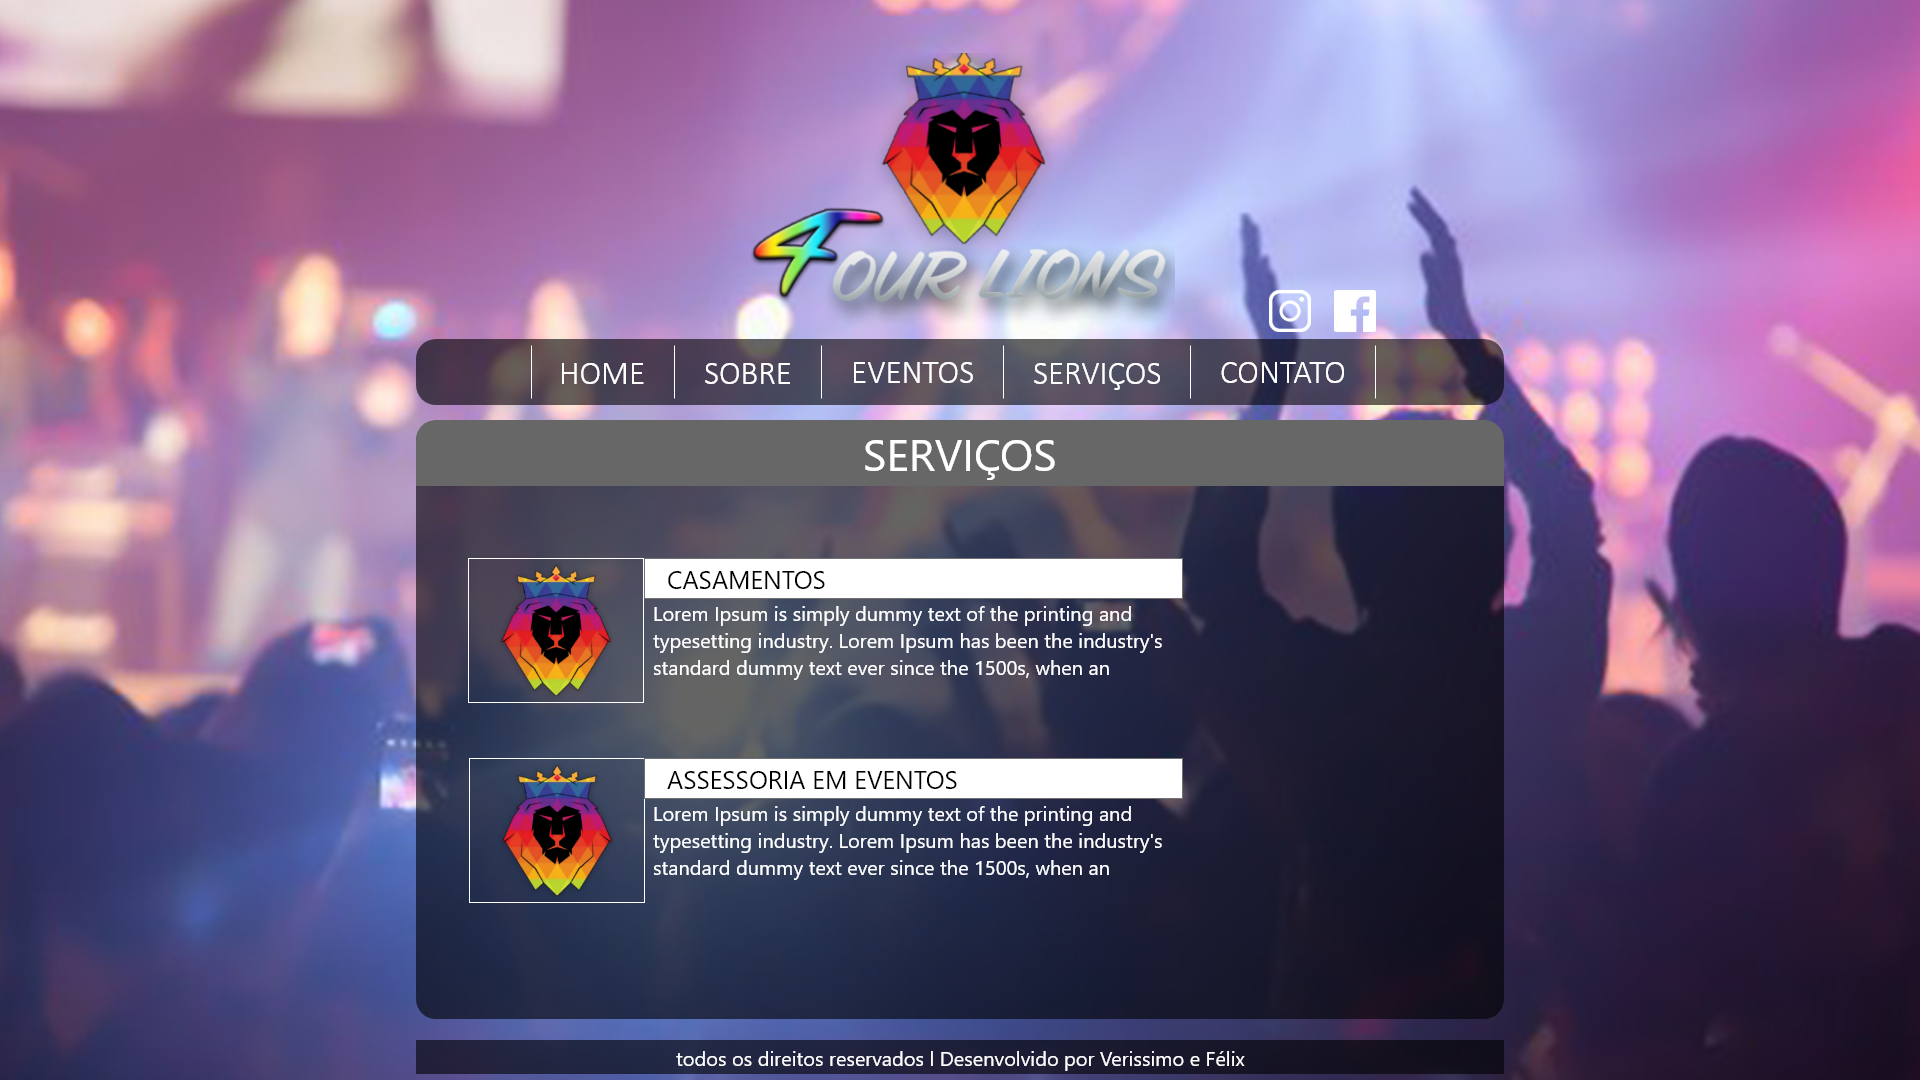 4OUR LIONS
HOME
SOBRE
EVENTOS
SERVIÇOS
CONTATO
SERVIÇOS
CASAMENTOS
Lorem Ipsum is simply dummy text of the printing and
typesetting industry. Lorem Ipsum has been the industry's
standard dummy text ever since the 1500s, when an
ASSESSORIA EM EVENTOS
Lorem Ipsum is simply dummy text of the printing and
typesetting industry. Lorem Ipsum has been the industry's
standard dummy text ever since the 1500s, when an
todos os direitos reservados l Desenvolvido por Verissimo e Félix